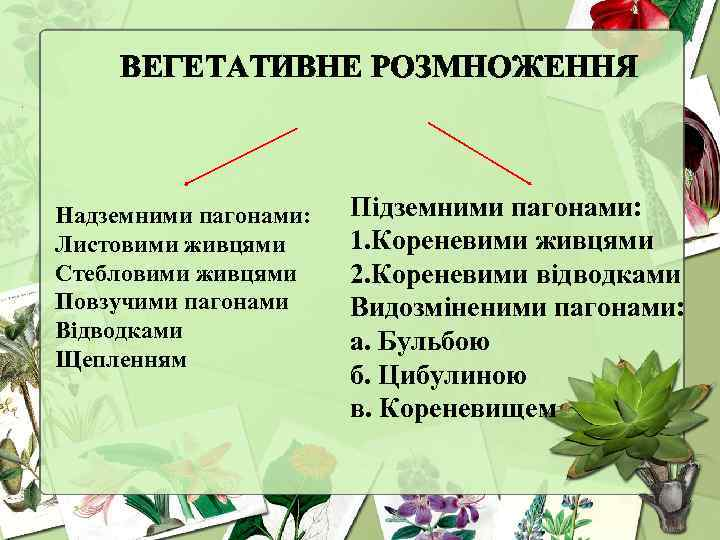 ВЕГЕТАТИВНЕ РОЗМНОЖЕННЯ
Надземними пагонами:
Листовими живцями
Стебловими живцями
Повзучими пагонами
Відводками
Щепленням
Підземними пагонами:
1. Кореневими живцями
2. Кореневими відводками
Видозміненими пагонами:
а. Бульбою
б. Цибулиною
в. Кореневищем